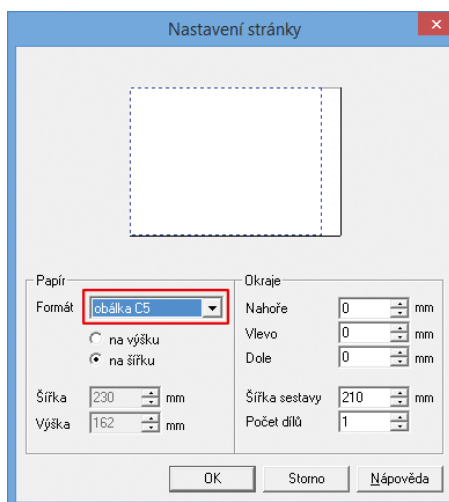 Nastavení stránky
Papír
Formát obálka C5
na výšku
na šířku
Šířka 230 mm
Výška 162 mm
Okraje
Nahoře 0 mm
Vlevo 0 mm
Dole 0 mm
Šířka sestavy 210 mm
Počet dílů 1
OK Storno Nápověda